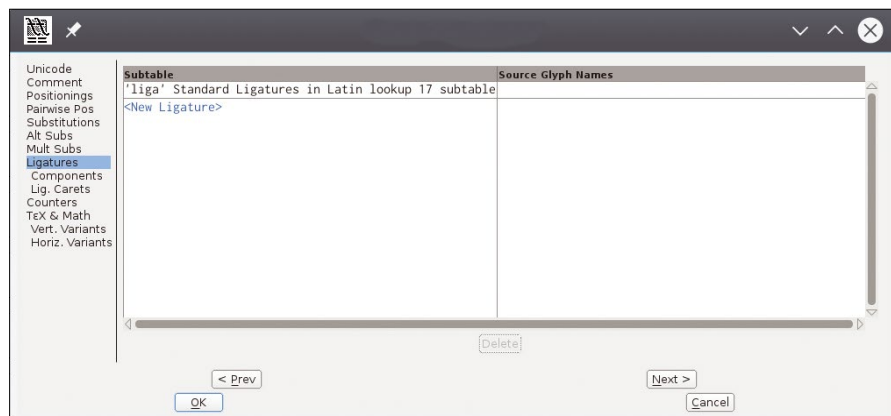 Unicode
Comment
Positionings
Pairwise Pos
Substitutions
Alt Subs
Mult Subs
Ligatures
Components
Lig. Carets
Counters
TεX & Math
Vert. Variants
Horiz. Variants
Subtable Source Glyph Names
'liga' Standard Ligatures in Latin lookup 17 subtable
<New Ligature>
Delete
< Prev Next >
OK Cancel